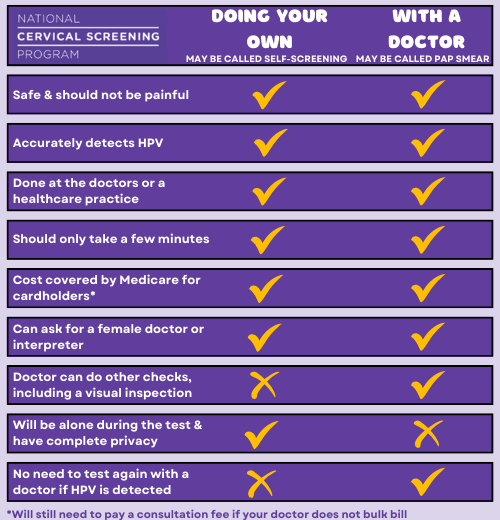 NATIONAL
CERVICAL SCREENING
PROGRAM
DOING YOUR
OWN
MAY BE CALLED SELF-SCREENING
WITH A
DOCTOR
MAY BE CALLED PAP SMEAR
Safe & should not be painful
Accurately detects HPV
Done at the doctors or a
healthcare practice
Should only take a few minutes
Cost covered by Medicare for
cardholders*
Can ask for a female doctor or
interpreter
Doctor can do other checks,
including a visual inspection
Will be alone during the test &
have complete privacy
No need to test again with a
doctor if HPV is detected
*Will still need to pay a consultation fee if your doctor does not bulk bill